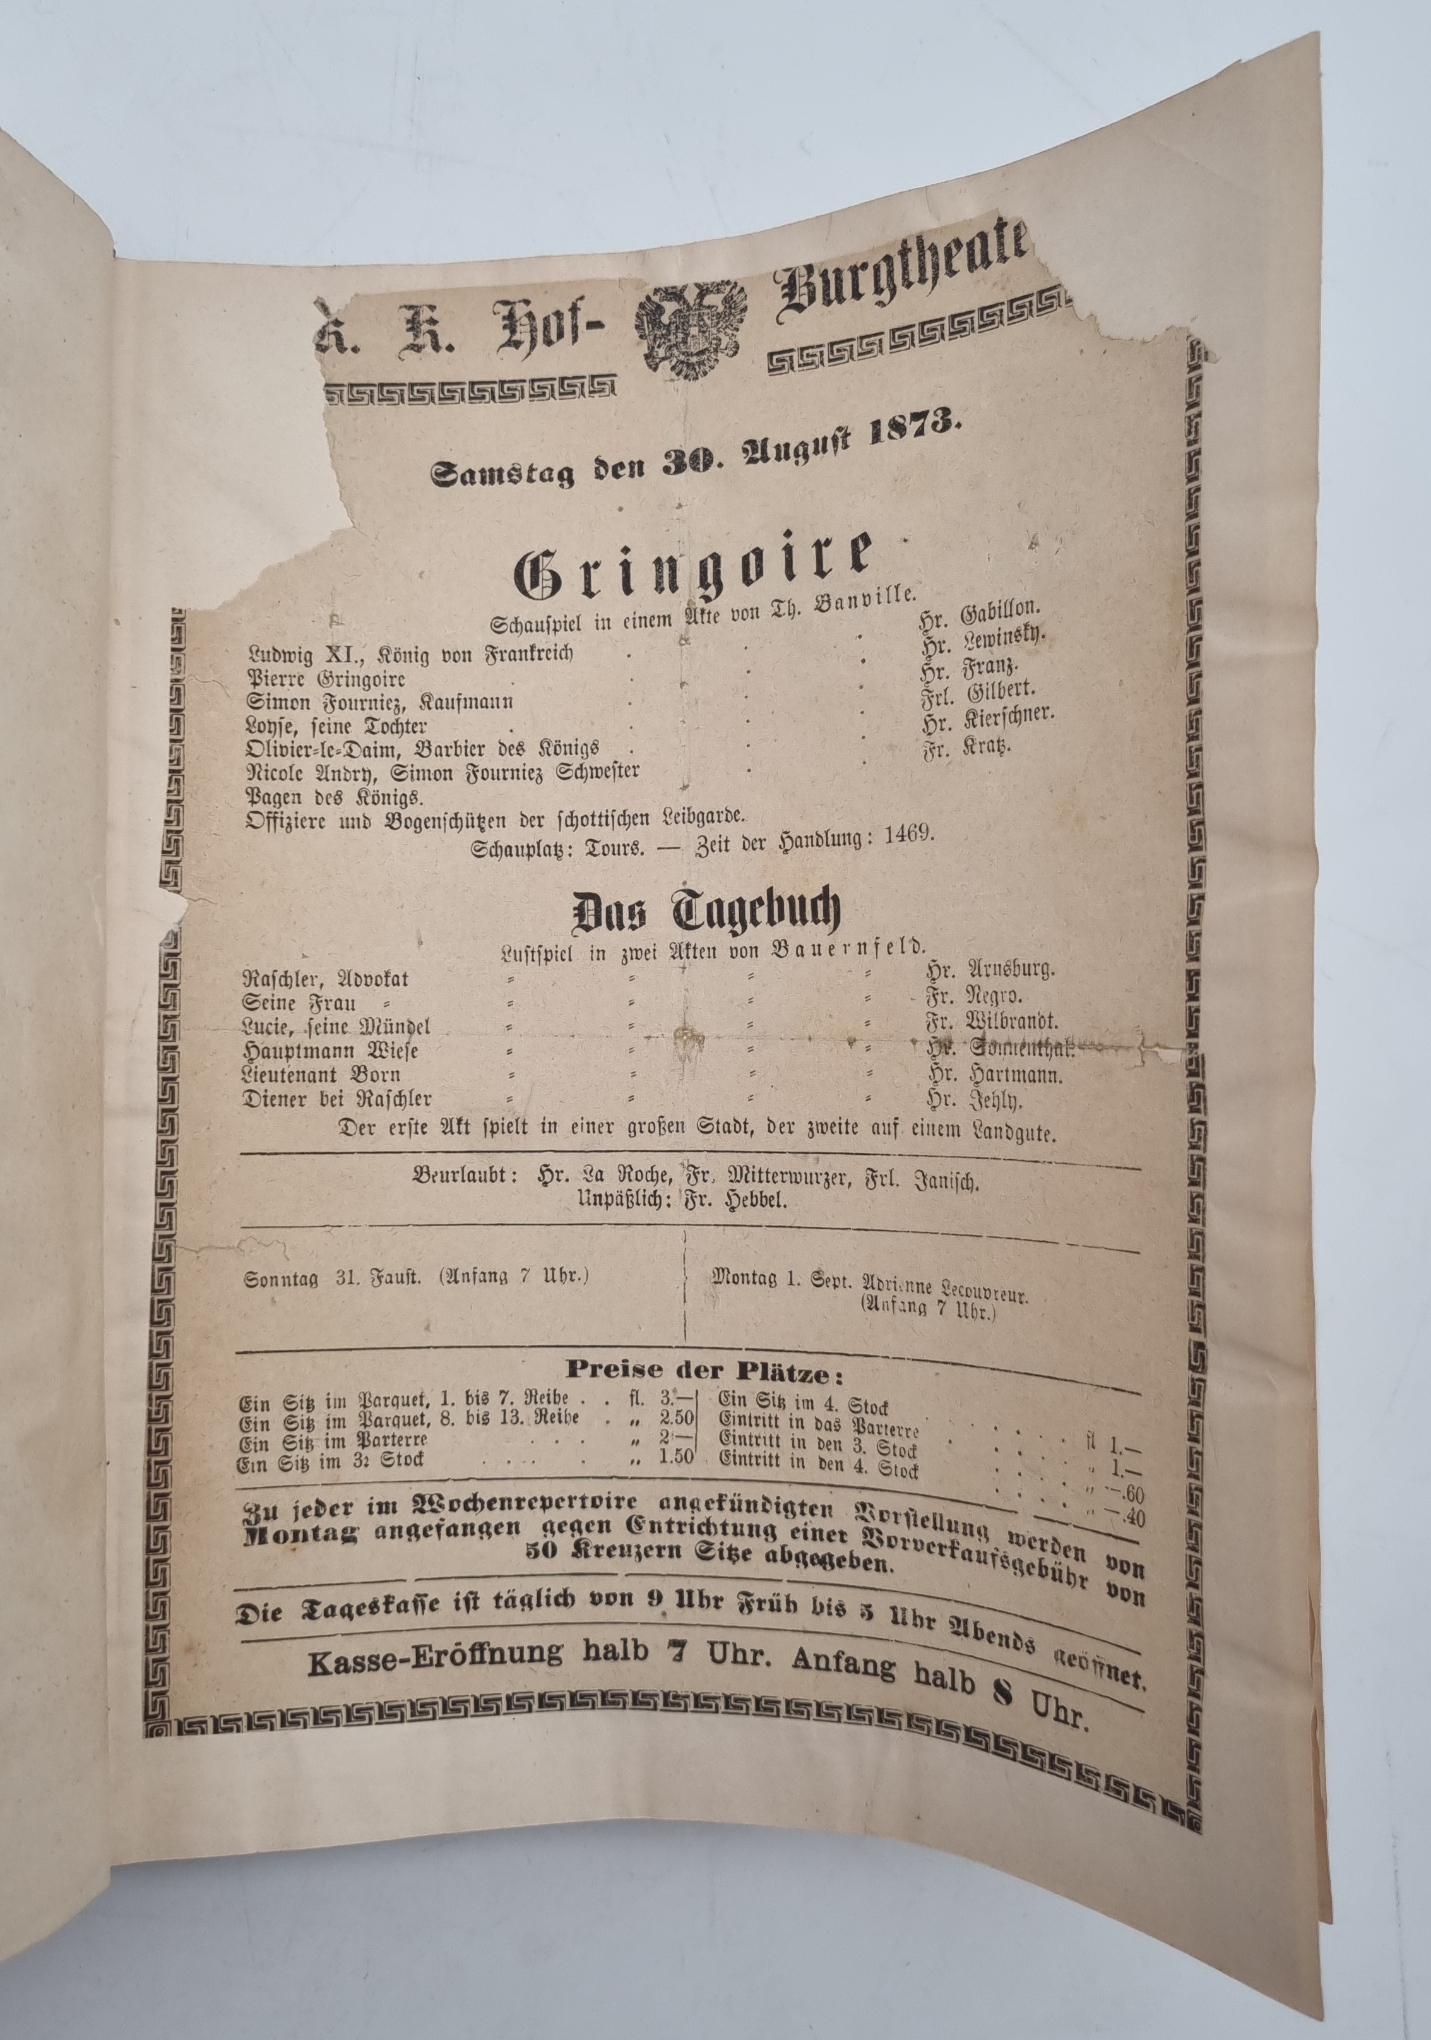 K. K. Hof- Burgtheate
Samstag den 30. August 1873.
Gringoire
Schauspiel in einem Akte von Th. Banville.
Ludwig XI., König von Frankreich . . . Hr. Gabillon.
Pierre Gringoire . . . . Hr. Lewinsky.
Simon Fourniez, Kaufmann . . . Hr. Franz.
Loyse, seine Tochter . . . . Frl. Gilbert.
Olivier-le-Daim, Barbier des Königs . . . Hr. Kierschner.
Nicole Andry, Simon Fourniez Schwester . . Fr. Kratz.
Pagen des Königs.
Offiziere und Bogenschützen der schottischen Leibgarde.
Schauplatz: Tours. — Zeit der Handlung: 1469.
Das Tagebuch
Lustspiel in zwei Akten von Bauernfeld.
Raschler, Advokat - - - - Hr. Arnsburg.
Seine Frau - - - - - Fr. Negro.
Lucie, seine Mündel - - - - Fr. Wilbrandt.
Hauptmann Wiese - - - - Hr. Sonnenthal.
Lieutenant Born - - - - Hr. Hartmann.
Diener bei Raschler - - - - Hr. Jehly.
Der erste Akt spielt in einer großen Stadt, der zweite auf einem Landgute.
Beurlaubt: Hr. La Roche, Fr. Mitterwurzer, Frl. Janisch.
Unpäßlich: Fr. Hebbel.
Sonntag 31. Faust. (Anfang 7 Uhr.)
Montag 1. Sept. Adrienne Lecouvreur.
(Anfang 7 Uhr.)
Preise der Plätze:
Ein Sitz im Parquet, 1. bis 7. Reihe . . fl. 3.—
Ein Sitz im Parquet, 8. bis 13. Reihe . „ 2.50
Ein Sitz im Parterre . . . . „ 2.—
Ein Sitz im 3. Stock . . . . „ 1.50
Ein Sitz im 4. Stock . . . . fl 1.—
Eintritt in das Parterre . . . . „ 1.—
Eintritt in den 3. Stock . . . . „ —.60
Eintritt in den 4. Stock . . . . „ —.40
Zu jeder im Wochenrepertoire angekündigten Vorstellung werden von
Montag angefangen gegen Entrichtung einer Vorverkaufsgebühr von
50 Kreuzern Sitze abgegeben.
Die Tageskasse ist täglich von 9 Uhr Früh bis 5 Uhr Abends geöffnet.
Kasse-Eröffnung halb 7 Uhr. Anfang halb 8 Uhr.